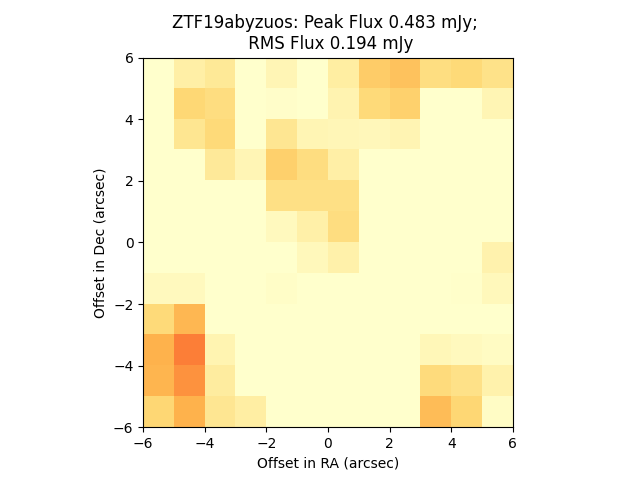 ZTF19abyzuos: Peak Flux 0.483 mJy;
RMS Flux 0.194 mJy
6
4
2
0
−2
−4
−6
Offset in Dec (arcsec)
−6 −4 −2 0 2 4 6
Offset in RA (arcsec)